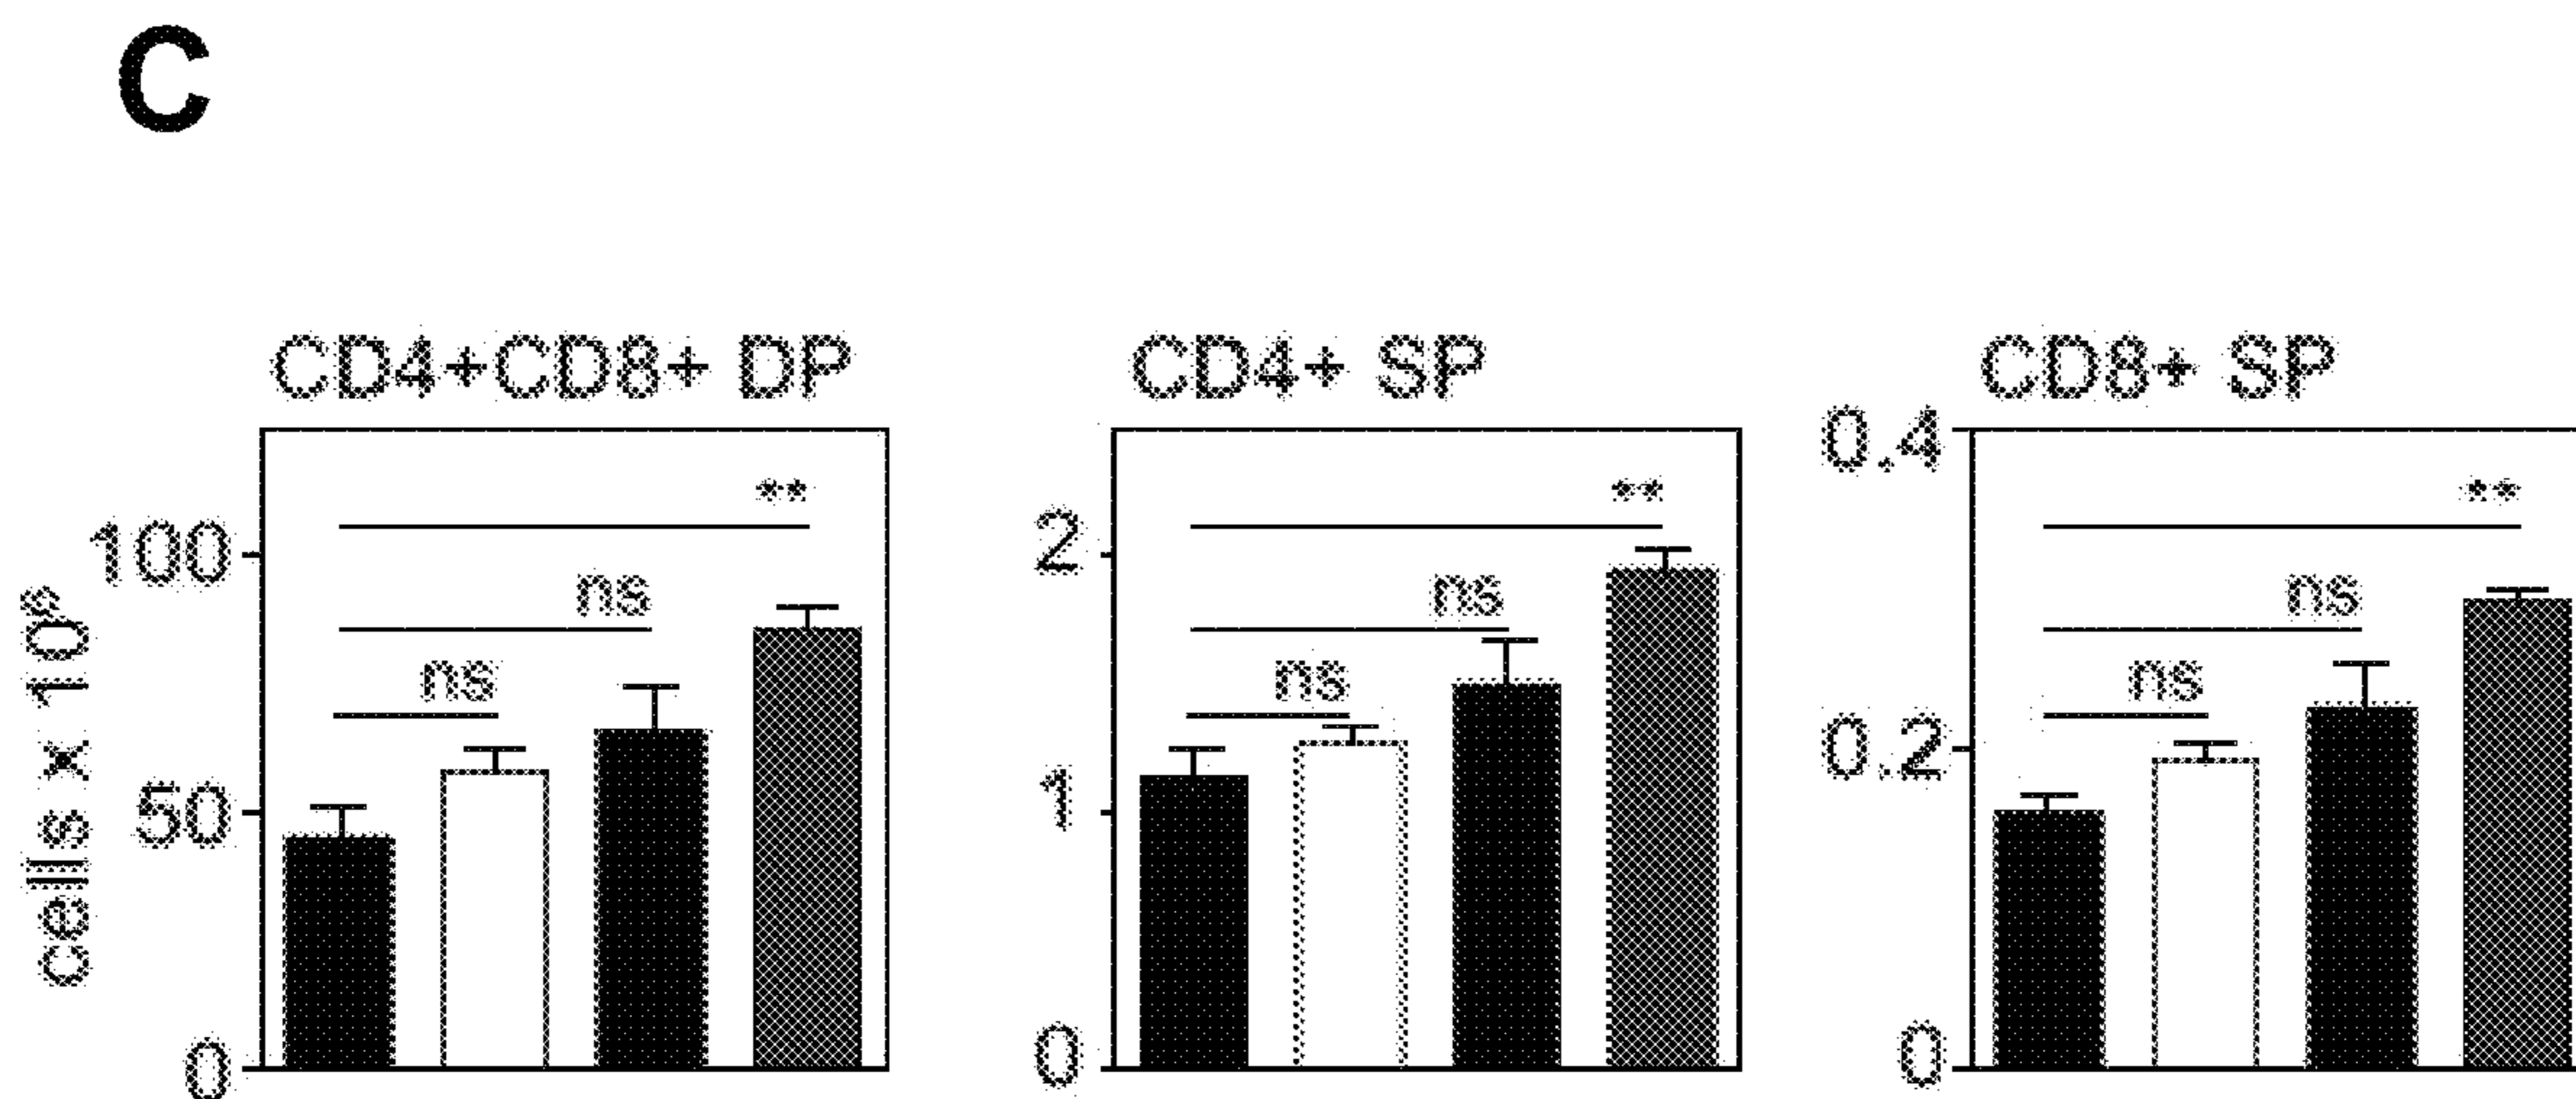 C
CD4+CD8+ DP
CD4+ SP
CD8+ SP
cells x 10⁶
100
50
0
**
ns
ns
2
1
0
**
ns
ns
0.4
0.2
0
**
ns
ns